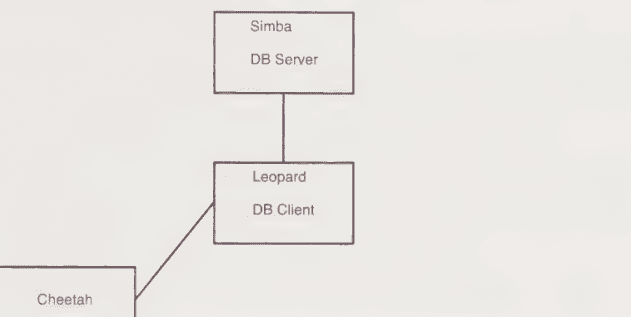 Simba
DB Server
Leopard
DB Client
Cheetah